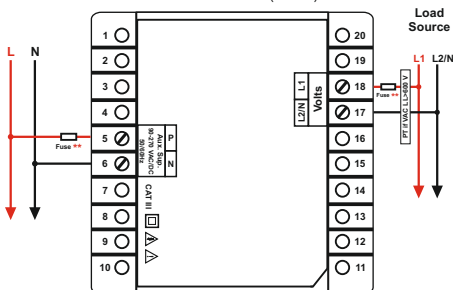 Load
Source
L N
L1 L2/N
1
2
3
4
5
6
7
8
9
10
20
19
18
17
16
15
14
13
12
11
Fuse **
Aux. Sup.
90-270 VAC/DC
50/60Hz
P
N
CAT III
L1
L2/N
Volts
Fuse **
PT if VAC LL>600 V